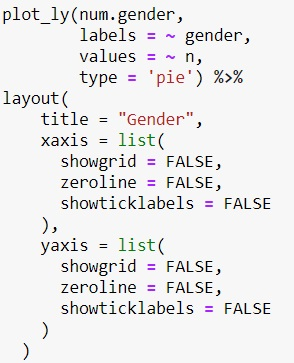 plot_ly(num.gender,
        labels = ~ gender,
        values = ~ n,
        type = 'pie') %>%
layout(
    title = "Gender",
    xaxis = list(
      showgrid = FALSE,
      zeroline = FALSE,
      showticklabels = FALSE
    ),
    yaxis = list(
      showgrid = FALSE,
      zeroline = FALSE,
      showticklabels = FALSE
    )
  )